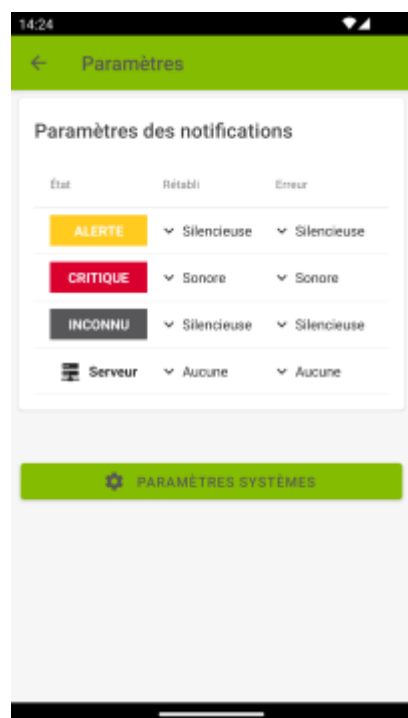 14:24
Paramètres
Paramètres des notifications
État Rétabli Erreur
ALERTE Silencieuse Silencieuse
CRITIQUE Sonore Sonore
INCONNU Silencieuse Silencieuse
Serveur Aucune Aucune
PARAMÈTRES SYSTÈMES